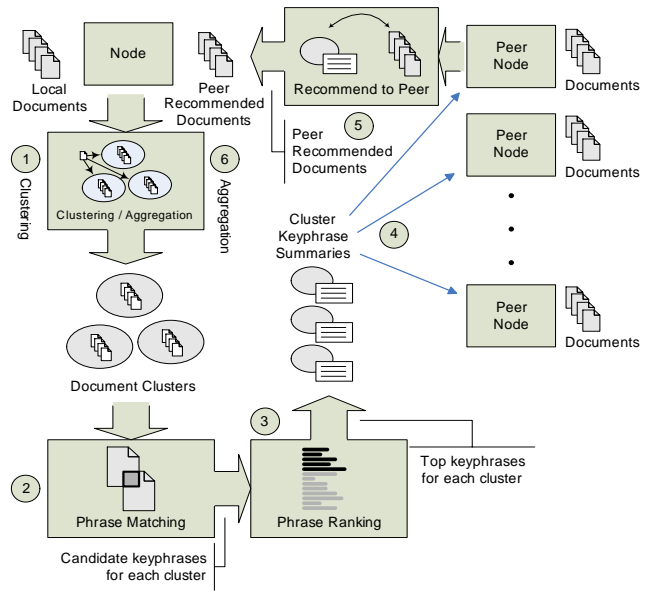 Node
Local
Documents
Peer
Recommended
Documents
Recommend to Peer
5
Peer
Recommended
Documents
Peer
Node
Documents
Peer
Node
Documents
Peer
Node
Documents
1
Clustering
6
Aggregation
Clustering / Aggregation
Cluster
Keyphrase
Summaries
4
Document Clusters
2
Phrase Matching
Candidate keyphrases
for each cluster
3
Phrase Ranking
Top keyphrases
for each cluster